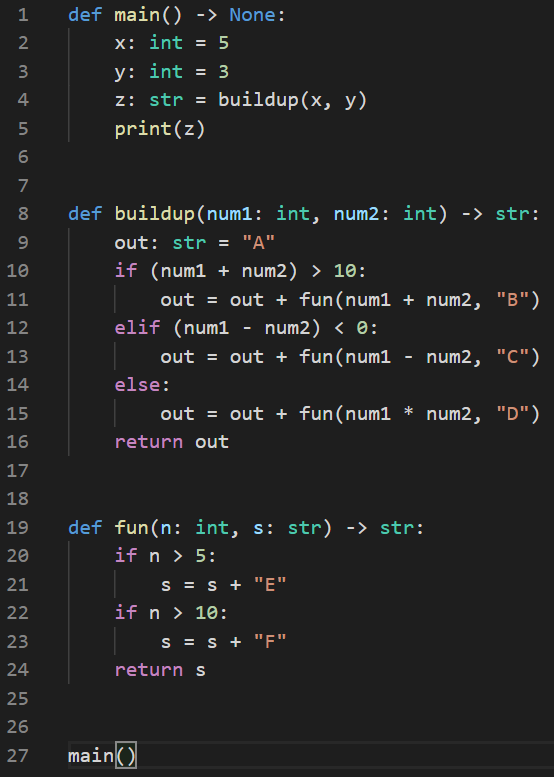 1 def main() -> None:
2     x: int = 5
3     y: int = 3
4     z: str = buildup(x, y)
5     print(z)
6
7
8 def buildup(num1: int, num2: int) -> str:
9     out: str = "A"
10     if (num1 + num2) > 10:
11         out = out + fun(num1 + num2, "B")
12     elif (num1 - num2) < 0:
13         out = out + fun(num1 - num2, "C")
14     else:
15         out = out + fun(num1 * num2, "D")
16     return out
17
18
19 def fun(n: int, s: str) -> str:
20     if n > 5:
21         s = s + "E"
22     if n > 10:
23         s = s + "F"
24     return s
25
26
27 main()